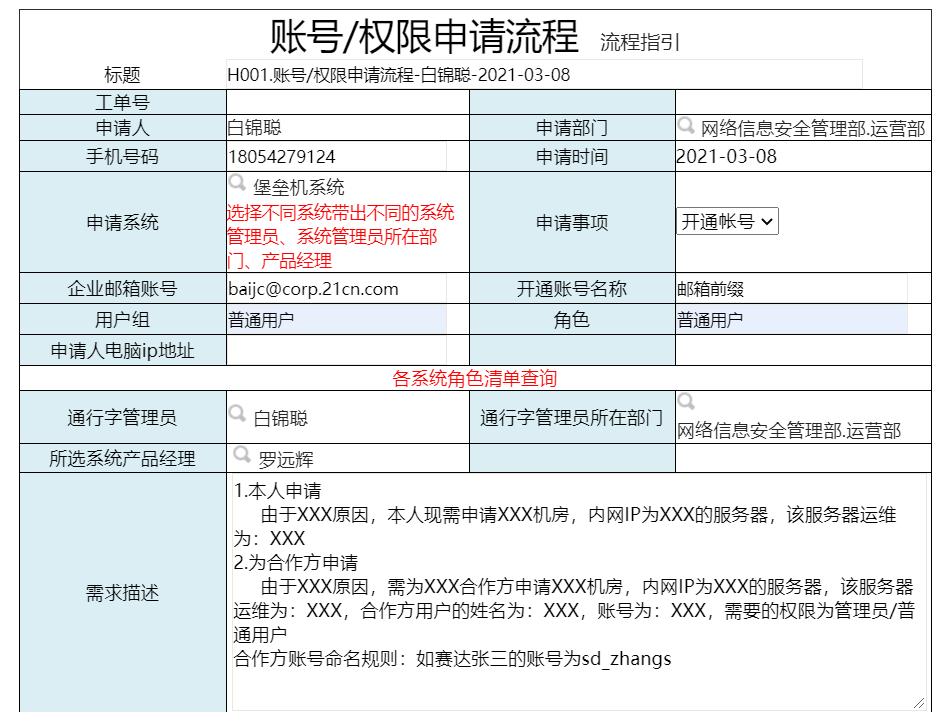 账号/权限申请流程 流程指引
标题 H001.账号/权限申请流程-白锦聪-2021-03-08
工单号
申请人 白锦聪 申请部门 网络信息安全管理部.运营部
手机号码 18054279124 申请时间 2021-03-08
申请系统 堡垒机系统
选择不同系统带出不同的系统
管理员、系统管理员所在部
门、产品经理
申请事项 开通帐号
企业邮箱账号 baijc@corp.21cn.com 开通账号名称 邮箱前缀
用户组 普通用户 角色 普通用户
申请人电脑ip地址
各系统角色清单查询
通行字管理员 白锦聪 通行字管理员所在部门 网络信息安全管理部.运营部
所选系统产品经理 罗远辉
需求描述
1.本人申请
由于XXX原因，本人现需申请XXX机房，内网IP为XXX的服务器，该服务器运维
为：XXX
2.为合作方申请
由于XXX原因，需为XXX合作方申请XXX机房，内网IP为XXX的服务器，该服务器
运维为：XXX，合作方用户的姓名为：XXX，账号为：XXX，需要的权限为管理员/普
通用户
合作方账号命名规则：如赛达张三的账号为sd_zhangs